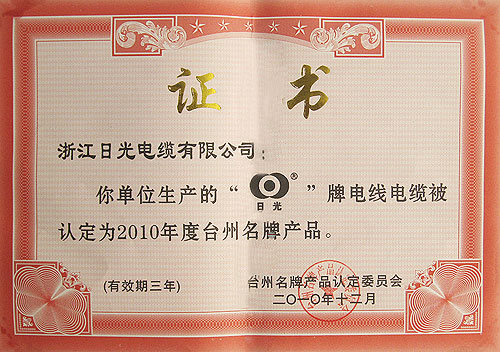 证 书
浙江日光电缆有限公司：
你单位生产的“日光®”牌电线电缆被
认定为2010年度台州名牌产品。
(有效期三年)
台州名牌产品认定委员会
二〇一〇年十二月